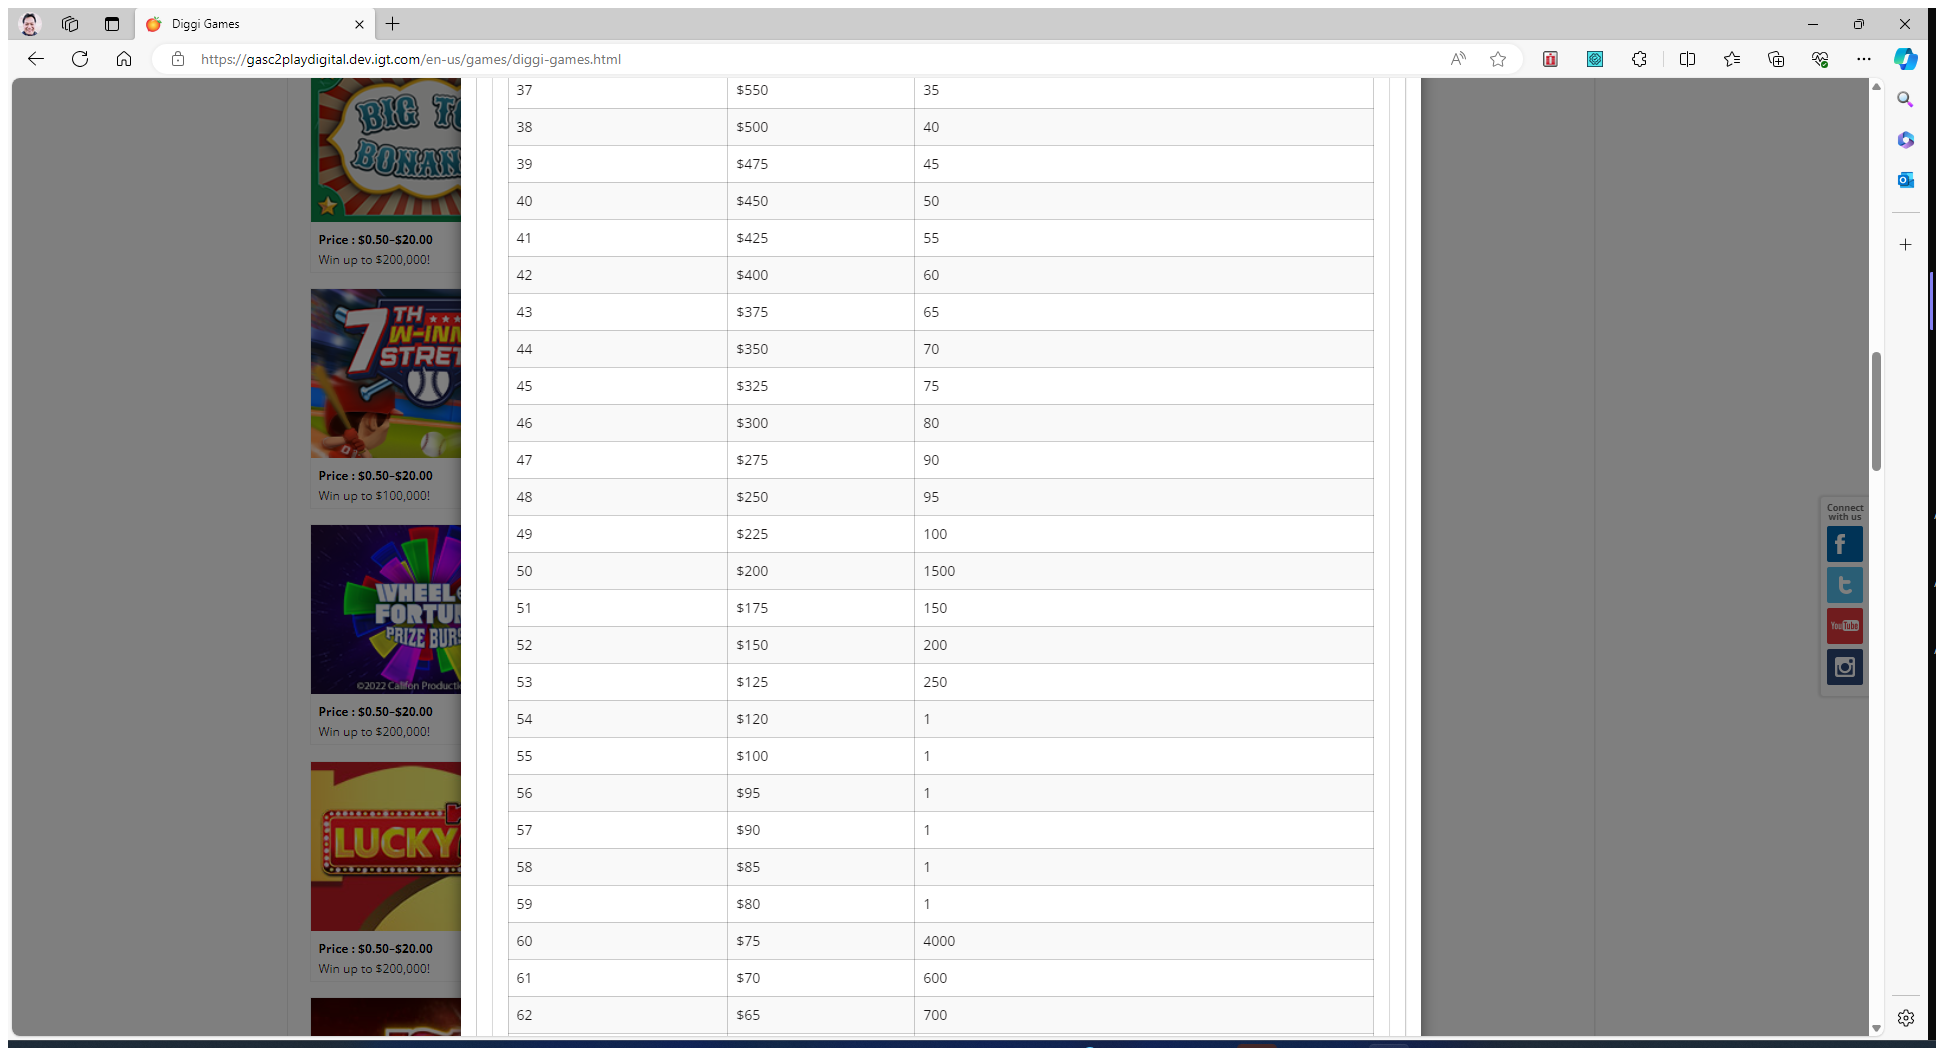 Diggi Games
https://gasc2playdigital.dev.igt.com/en-us/games/diggi-games.html
BIG
BONAN
Price : $0.50–$20.00
Win up to $200,000!
7TH
W-INN
STRET
Price : $0.50–$20.00
Win up to $100,000!
WHEEL
FORTU
PRIZE BURS
©2022 Califon Producti
Price : $0.50–$20.00
Win up to $200,000!
LUCKY
Price : $0.50–$20.00
Win up to $200,000!
37 $550 35
38 $500 40
39 $475 45
40 $450 50
41 $425 55
42 $400 60
43 $375 65
44 $350 70
45 $325 75
46 $300 80
47 $275 90
48 $250 95
49 $225 100
50 $200 1500
51 $175 150
52 $150 200
53 $125 250
54 $120 1
55 $100 1
56 $95 1
57 $90 1
58 $85 1
59 $80 1
60 $75 4000
61 $70 600
62 $65 700
Connect
with us
YouTube